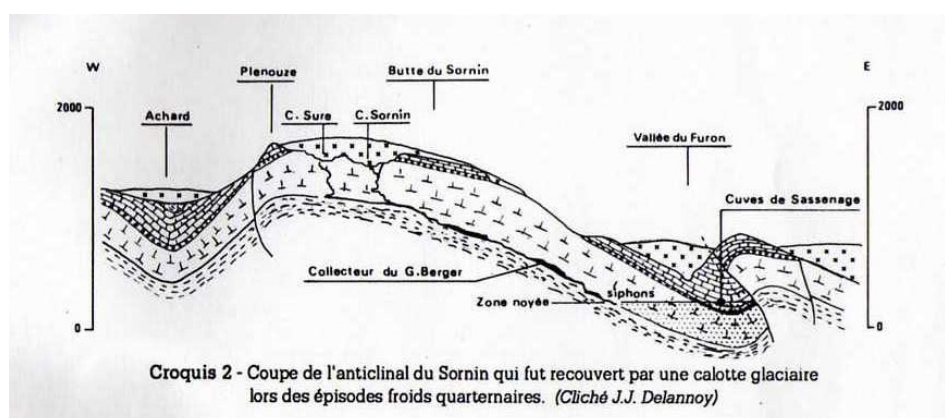 W
E
Plenouze
Butte du Sornin
2000
2000
Achard
C. Sure
C. Sornin
Vallée du Furon
Cuves de Sassenage
Collecteur du G. Berger
siphons
Zone noyée
0
0
Croquis 2 - Coupe de l'anticlinal du Sornin qui fut recouvert par une calotte glaciaire
lors des épisodes froids quarternaires. (Cliché J.J. Delannoy)